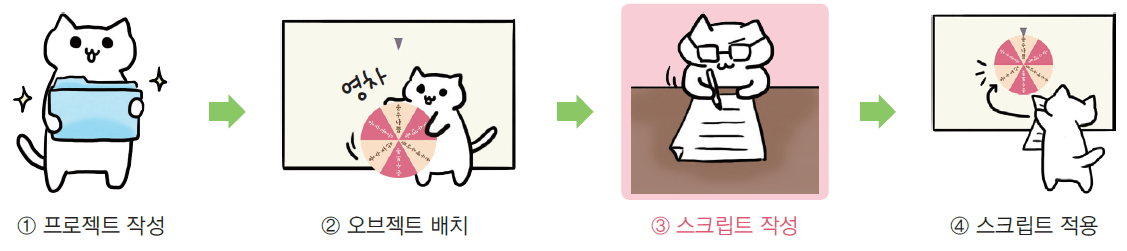 영차
① 프로젝트 작성
② 오브젝트 배치
③ 스크립트 작성
④ 스크립트 적용